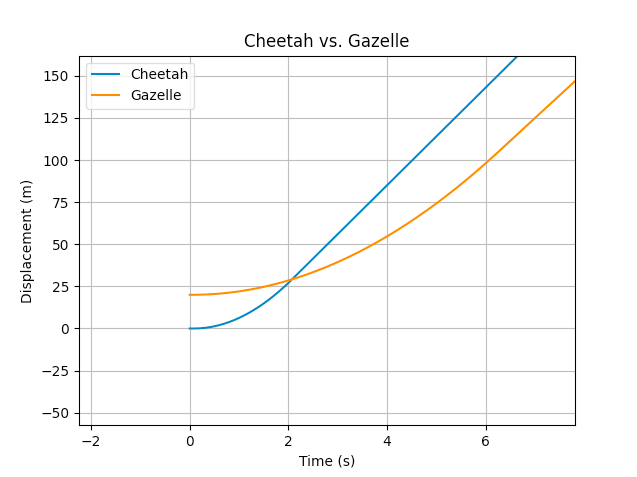 Cheetah vs. Gazelle
Cheetah
Gazelle
150
125
100
75
50
25
0
−25
−50
Displacement (m)
−2 0 2 4 6
Time (s)